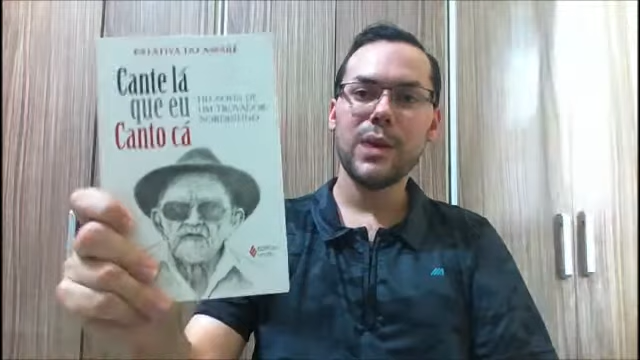 PATATIVA DO ASSARÉ
Cante lá
que eu
Canto cá
FILOSOFIA DE
UM TROVADOR
NORDESTINO